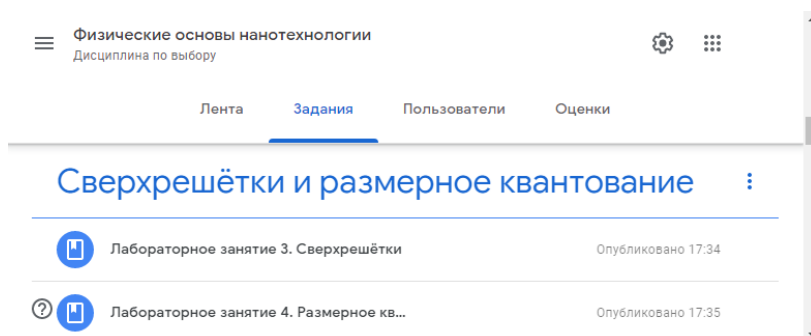 Физические основы нанотехнологии
Дисциплина по выбору
Лента Задания Пользователи Оценки
Сверхрешётки и размерное квантование
Лабораторное занятие 3. Сверхрешётки Опубликовано 17:34
Лабораторное занятие 4. Размерное кв... Опубликовано 17:35